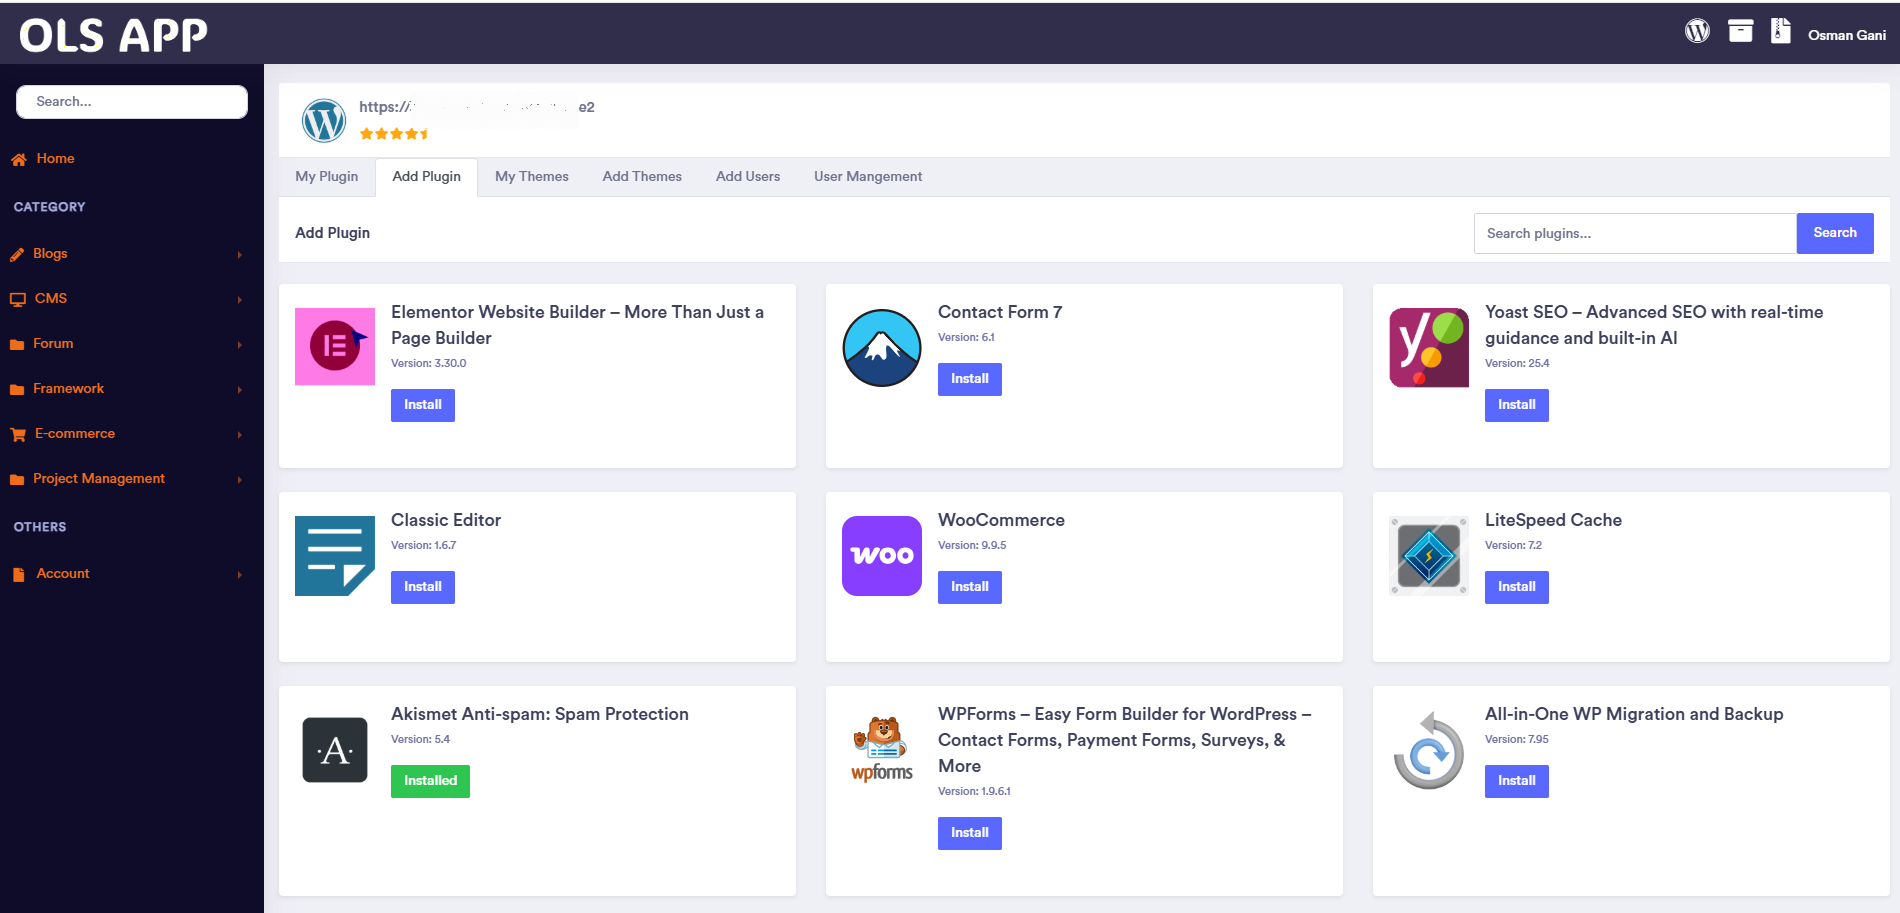 OLS APP
Osman Gani
Search...
Home
CATEGORY
Blogs
CMS
Forum
Framework
E-commerce
Project Management
OTHERS
Account
https://
e2
My Plugin
Add Plugin
My Themes
Add Themes
Add Users
User Mangement
Add Plugin
Search plugins...
Search
Elementor Website Builder – More Than Just a
Page Builder
Version: 3.30.0
Install
Contact Form 7
Version: 6.1
Install
Yoast SEO – Advanced SEO with real-time
guidance and built-in AI
Version: 25.4
Install
Classic Editor
Version: 1.6.7
Install
woo
WooCommerce
Version: 9.9.5
Install
LiteSpeed Cache
Version: 7.2
Install
·A·
Akismet Anti-spam: Spam Protection
Version: 5.4
Installed
wpforms
WPForms – Easy Form Builder for WordPress –
Contact Forms, Payment Forms, Surveys, &
More
Version: 1.9.6.1
Install
All-in-One WP Migration and Backup
Version: 7.95
Install